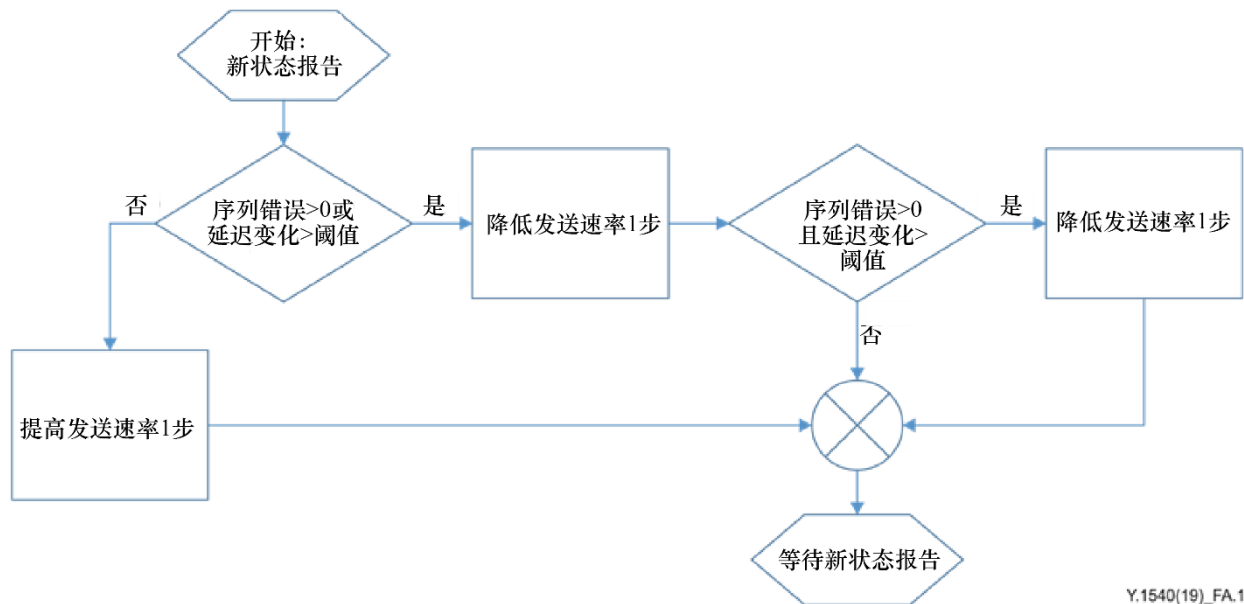 开始：
新状态报告
否
序列错误>0或
延迟变化>阈值
是
降低发送速率1步
序列错误>0
且延迟变化>
阈值
是
降低发送速率1步
否
提高发送速率1步
等待新状态报告
Y.1540(19)_FA.1